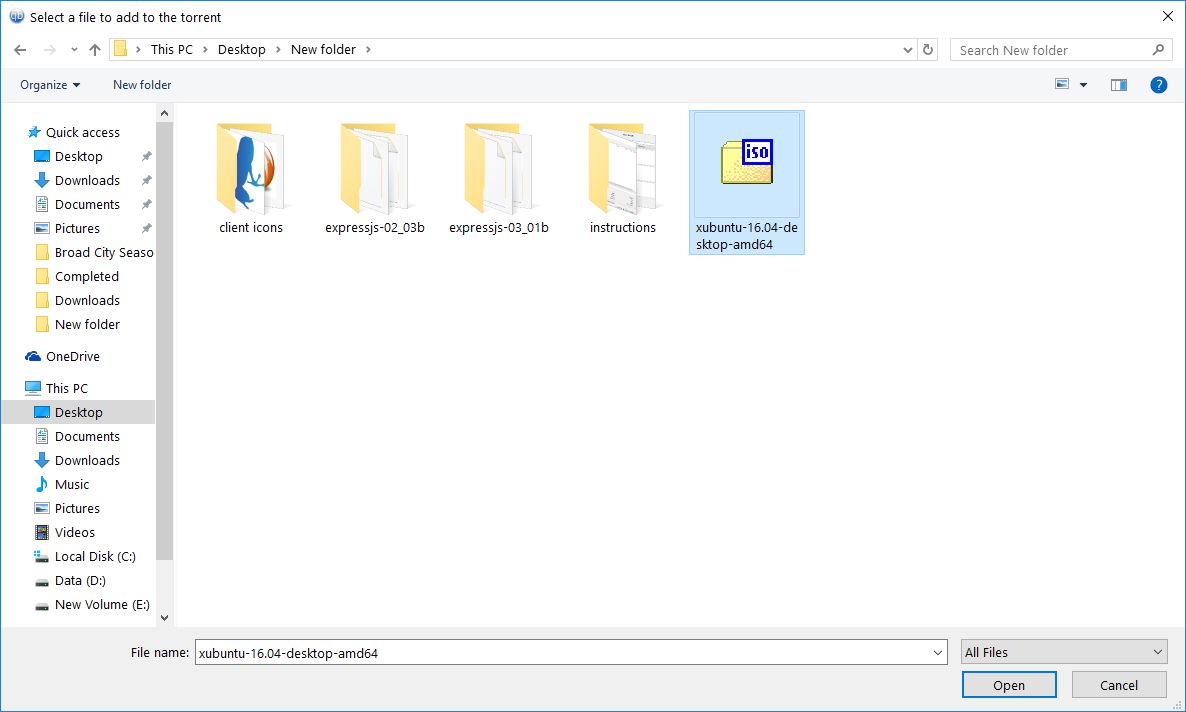 Select a file to add to the torrent
This PC > Desktop > New folder >
Search New folder
Organize
New folder
?
Quick access
Desktop
Downloads
Documents
Pictures
Broad City Seaso
Completed
Downloads
New folder
OneDrive
This PC
Desktop
Documents
Downloads
Music
Pictures
Videos
Local Disk (C:)
Data (D:)
New Volume (E:)
client icons
expressjs-02_03b
expressjs-03_01b
instructions
iso
xubuntu-16.04-de
sktop-amd64
File name:
xubuntu-16.04-desktop-amd64
All Files
Open
Cancel